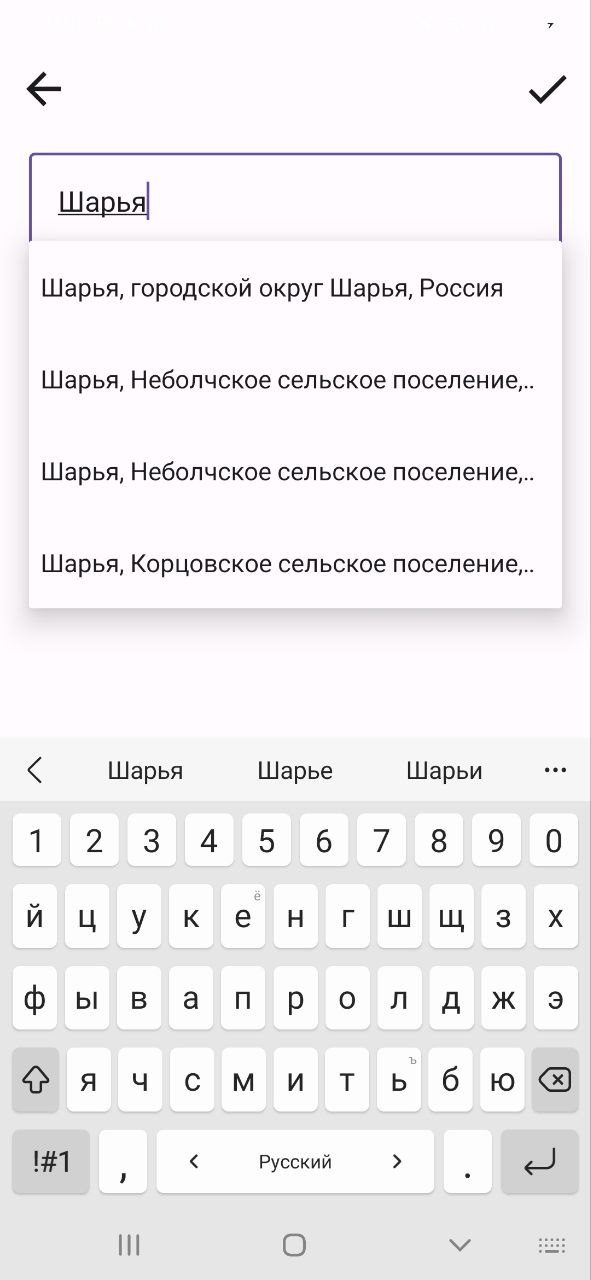 Шарья
Шарья, городской округ Шарья, Россия
Шарья, Неболчское сельское поселение,..
Шарья, Неболчское сельское поселение,..
Шарья, Корцовское сельское поселение,..
Шарья Шарье Шарьи ...
1 2 3 4 5 6 7 8 9 0
й ц у к е ё н г ш щ з х
ф ы в а п р о л д ж э
я ч с м и т ь ъ б ю
!#1 , < Русский > .